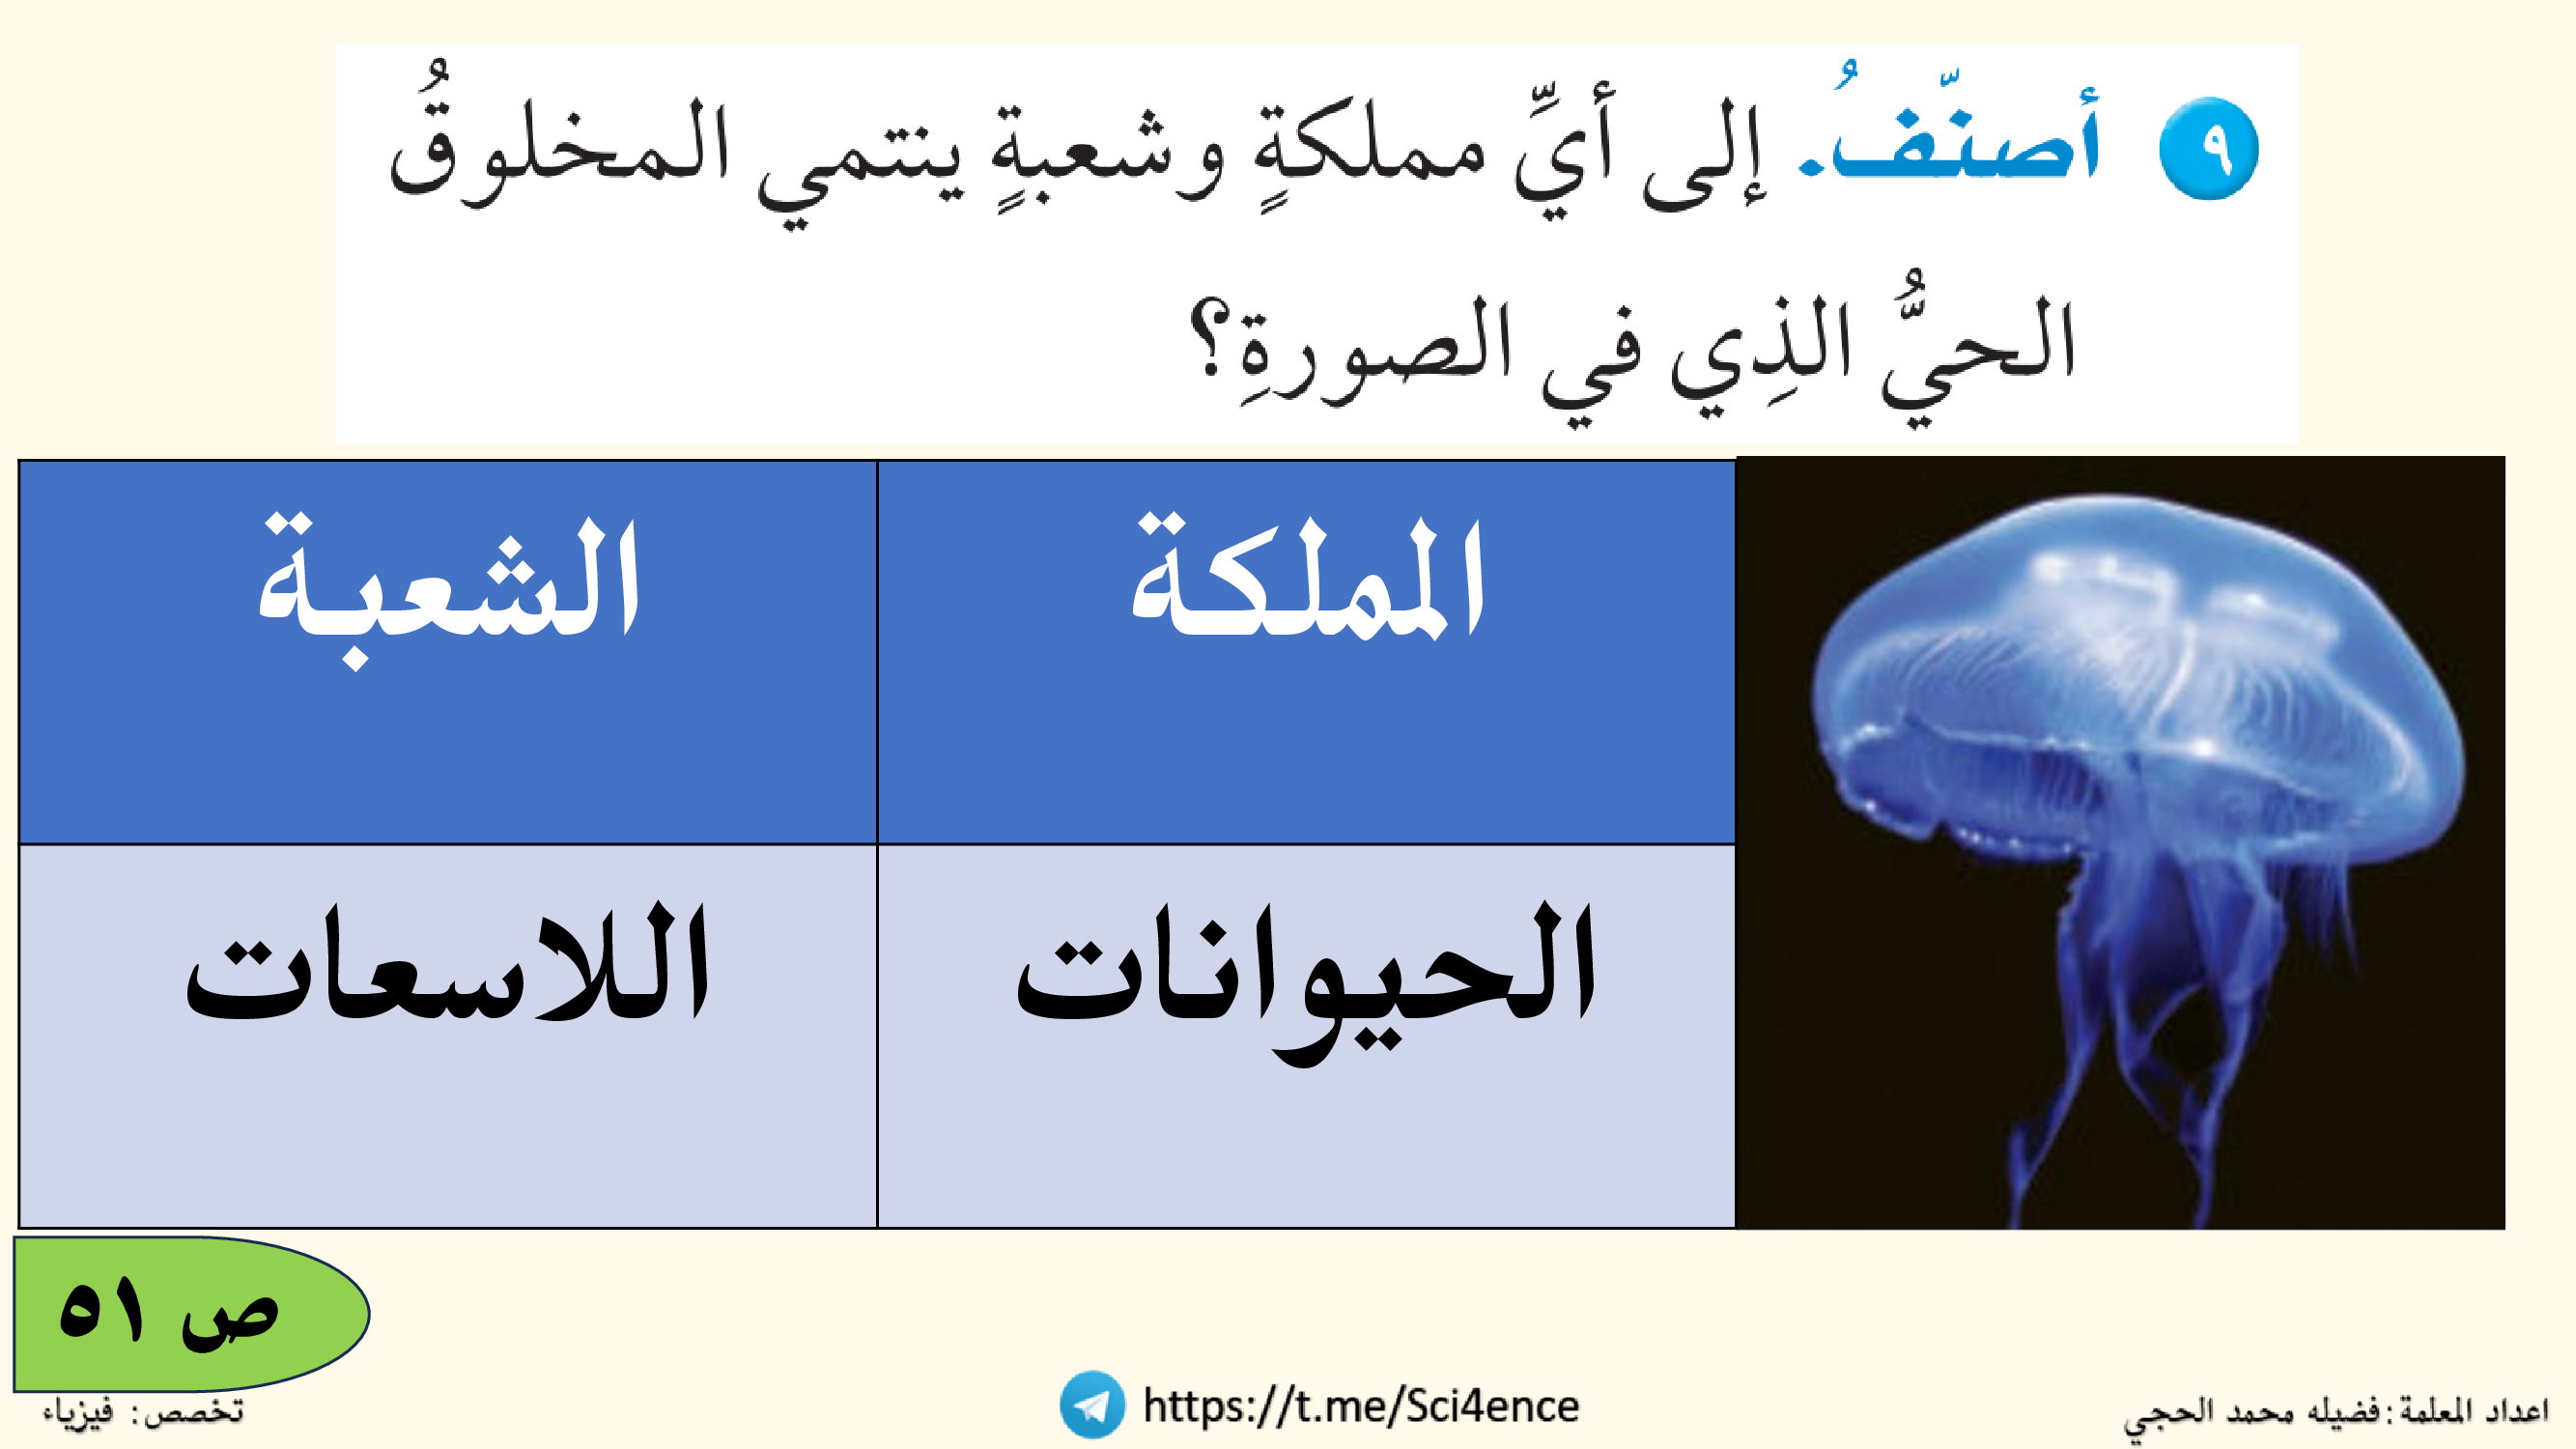 ٩ أصنّفُ. إلى أيِّ مملكةٍ وشعبةٍ ينتمي المخلوقُ
الحيُّ الذِي في الصورةِ؟
المملكة
الشعبة
الحيوانات
اللاسعات
ص ٥١
اعداد المعلمة:فضيله محمد الحجي
https://t.me/Sci4ence
تخصص: فيزياء